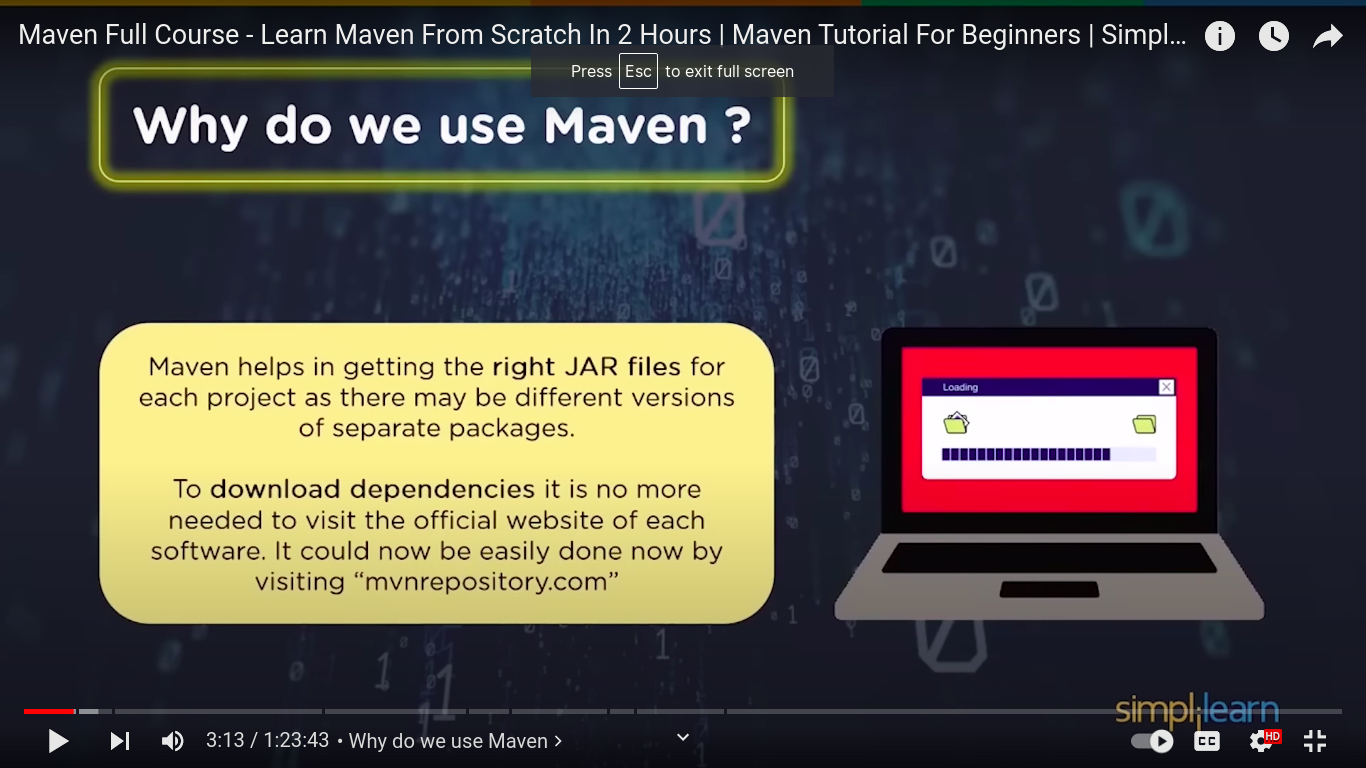 Maven Full Course - Learn Maven From Scratch In 2 Hours | Maven Tutorial For Beginners | Simpl...
Press Esc to exit full screen
Why do we use Maven ?
Maven helps in getting the right JAR files for
each project as there may be different versions
of separate packages.
To download dependencies it is no more
needed to visit the official website of each
software. It could now be easily done now by
visiting “mvnrepository.com”
Loading
simplilearn
3:13 / 1:23:43 • Why do we use Maven
CC
HD